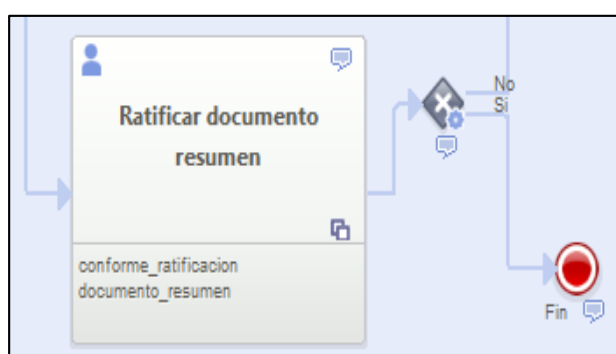 Ratificar documento
resumen
conforme_ratificacion
documento_resumen
No
Si
Fin